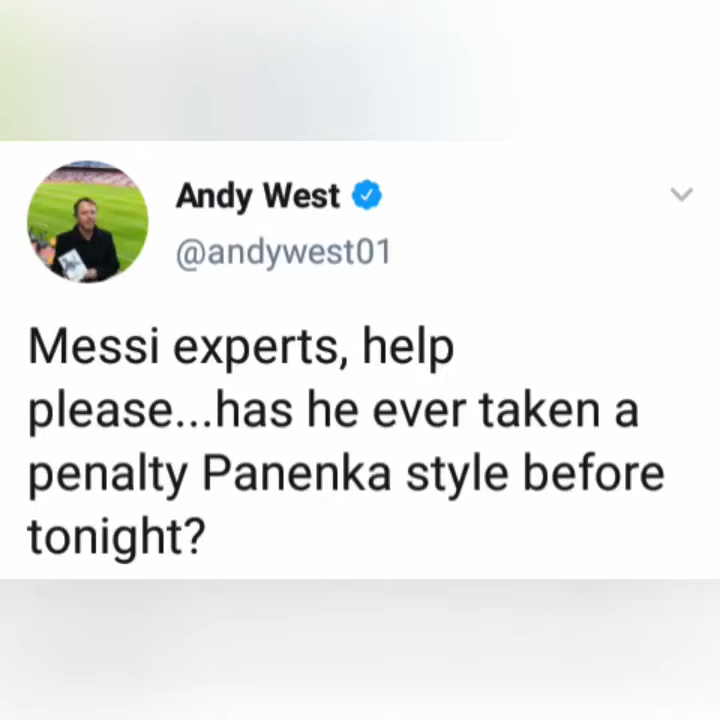 Andy West
@andywest01
Messi experts, help
please...has he ever taken a
penalty Panenka style before
tonight?